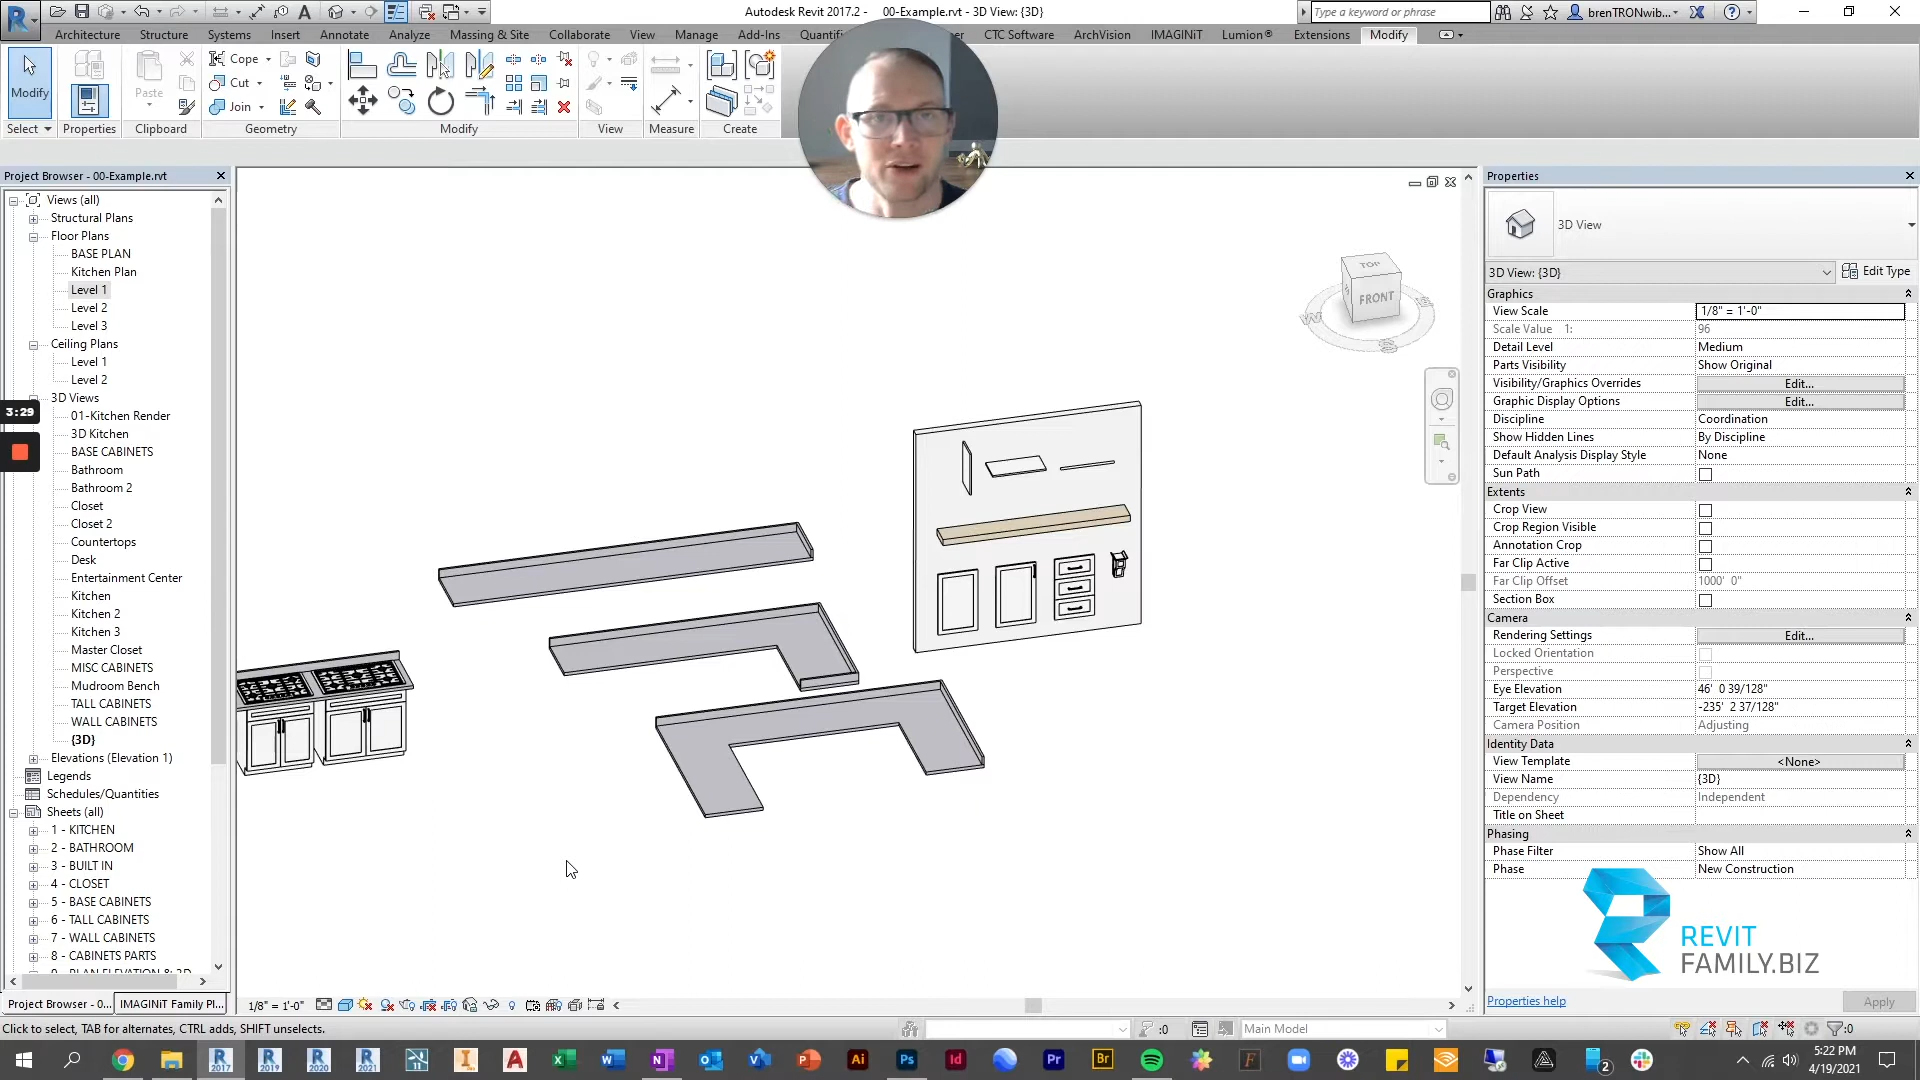 Autodesk Revit 2017.2 - 00-Example.rvt - 3D View: {3D}
Type a keyword or phrase
brenTRONwib...
Architecture Structure Systems Insert Annotate Analyze Massing & Site Collaborate View Manage Add-Ins CTC Software ArchVision IMAGINiT Lumion® Extensions Modify
Modify
Paste
Cope
Cut
Join
Select Properties Clipboard Geometry Modify View Measure Create
Project Browser - 00-Example.rvt
Views (all)
Structural Plans
Floor Plans
BASE PLAN
Kitchen Plan
Level 1
Level 2
Level 3
Ceiling Plans
Level 1
Level 2
3D Views
01-Kitchen Render
3D Kitchen
BASE CABINETS
Bathroom
Bathroom 2
Closet
Closet 2
Countertops
Desk
Entertainment Center
Kitchen
Kitchen 2
Kitchen 3
Master Closet
MISC CABINETS
Mudroom Bench
TALL CABINETS
WALL CABINETS
{3D}
Elevations (Elevation 1)
Legends
Schedules/Quantities
Sheets (all)
1 - KITCHEN
2 - BATHROOM
3 - BUILT IN
4 - CLOSET
5 - BASE CABINETS
6 - TALL CABINETS
7 - WALL CABINETS
8 - CABINETS PARTS
Project Browser - 0... IMAGINiT Family Pl...
3:29
TOP
FRONT
Properties
3D View
3D View: {3D} Edit Type
Graphics
View Scale 1/8" = 1'-0"
Scale Value 1: 96
Detail Level Medium
Parts Visibility Show Original
Visibility/Graphics Overrides Edit...
Graphic Display Options Edit...
Discipline Coordination
Show Hidden Lines By Discipline
Default Analysis Display Style None
Sun Path
Extents
Crop View
Crop Region Visible
Annotation Crop
Far Clip Active
Far Clip Offset 1000' 0"
Section Box
Camera
Rendering Settings Edit...
Locked Orientation
Perspective
Eye Elevation 46' 0 39/128"
Target Elevation -235' 2 37/128"
Camera Position Adjusting
Identity Data
View Template <None>
View Name {3D}
Dependency Independent
Title on Sheet
Phasing
Phase Filter Show All
Phase New Construction
REVIT
FAMILY.BIZ
Properties help Apply
1/8" = 1'-0"
Click to select, TAB for alternates, CTRL adds, SHIFT unselects.
:0
Main Model
:0
5:22 PM
4/19/2021